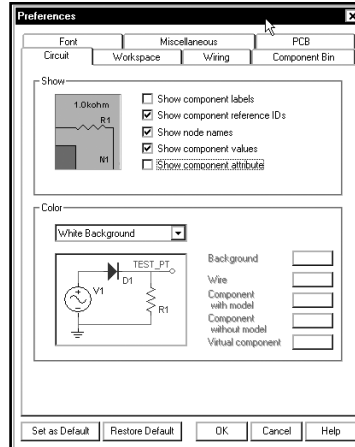 Preferences
Font Miscellaneous PCB
Circuit Workspace Wiring Component Bin
Show
1.0kohm
R1
N1
Show component labels
Show component reference IDs
Show node names
Show component values
Show component attribute
Color
White Background
TEST_PT
D1
V1
R1
Background
Wire
Component
with model
Component
without model
Virtual component
Set as Default Restore Default OK Cancel Help